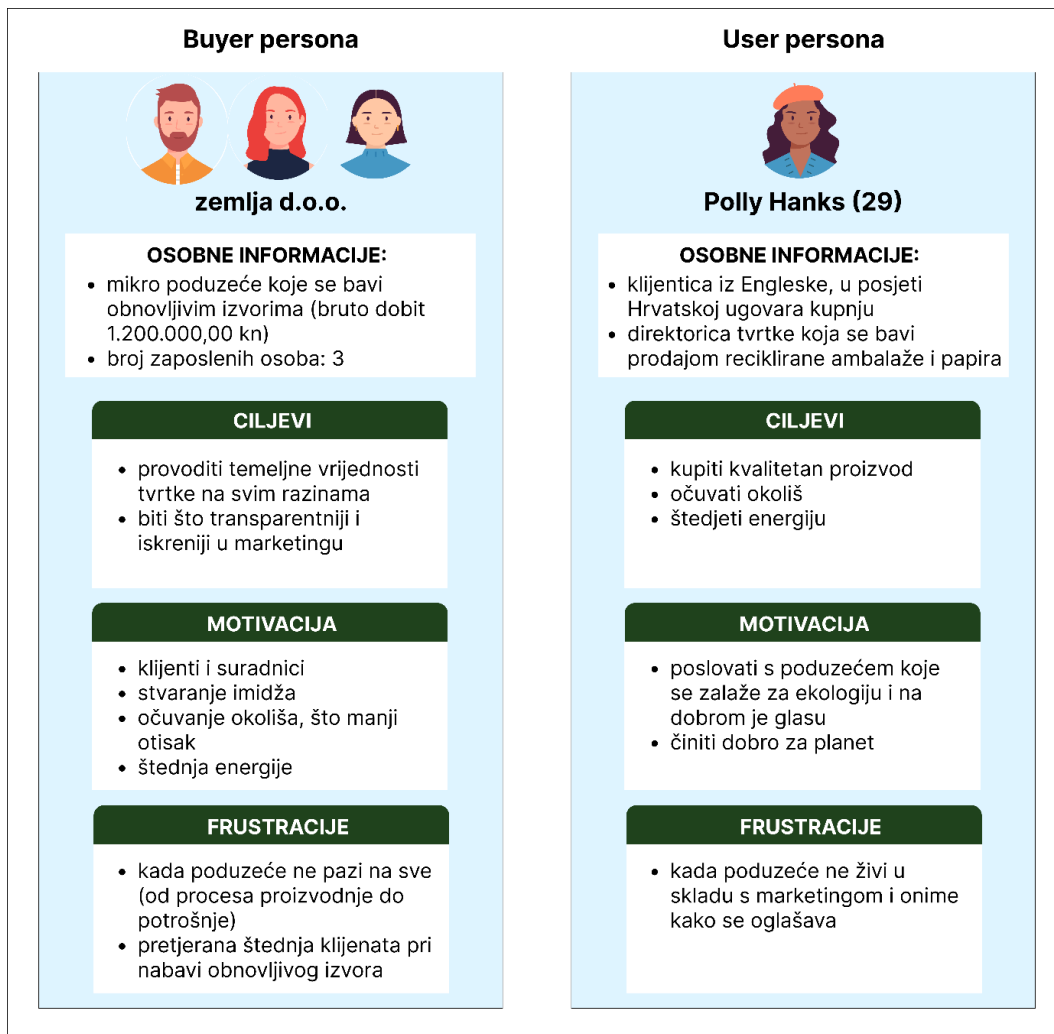 Buyer persona
zemlja d.o.o.
OSOBNE INFORMACIJE:
• mikro poduzeće koje se bavi
obnovljivim izvorima (bruto dobit
1.200.000,00 kn)
• broj zaposlenih osoba: 3
CILJEVI
• provoditi temeljne vrijednosti
tvrtke na svim razinama
• biti što transparentniji i
iskreniji u marketingu
MOTIVACIJA
• klijenti i suradnici
• stvaranje imidža
• očuvanje okoliša, što manji
otisak
• štednja energije
FRUSTRACIJE
• kada poduzeće ne pazi na sve
(od procesa proizvodnje do
potrošnje)
• pretjerana štednja klijenata pri
nabavi obnovljivog izvora
User persona
Polly Hanks (29)
OSOBNE INFORMACIJE:
• klijentica iz Engleske, u posjeti
Hrvatskoj ugovara kupnju
• direktorica tvrtke koja se bavi
prodajom reciklirane ambalaže i papira
CILJEVI
• kupiti kvalitetan proizvod
• očuvati okoliš
• štedjeti energiju
MOTIVACIJA
• poslovati s poduzećem koje
se zalaže za ekologiju i na
dobrom je glasu
• činiti dobro za planet
FRUSTRACIJE
• kada poduzeće ne živi u
skladu s marketingom i onime
kako se oglašava